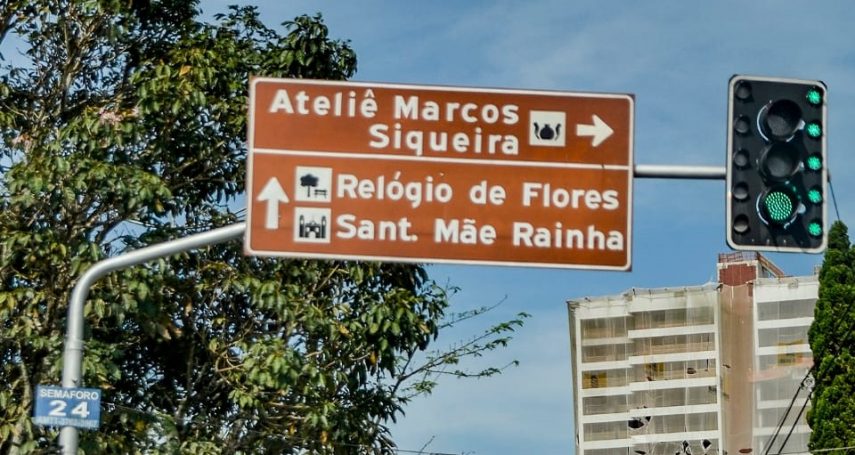 Ateliê Marcos
Siqueira
Relógio de Flores
Sant. Mãe Rainha
SEMAFORO
24